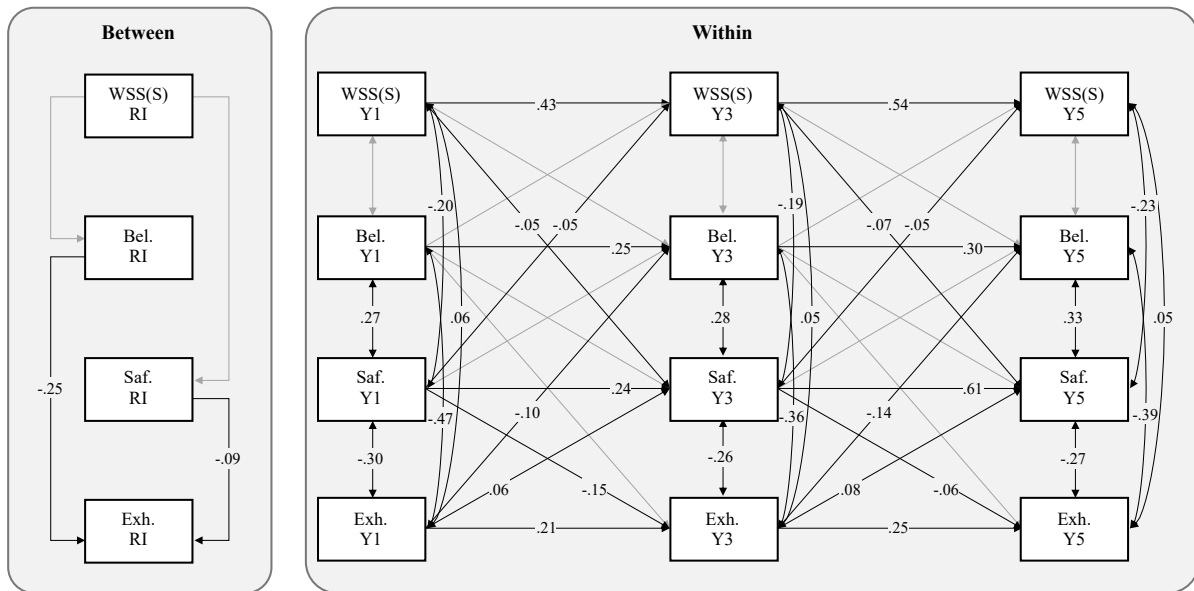 Between
WSS(S)
RI
Bel.
RI
Saf.
RI
Exh.
RI
-.25
-.09
Within
WSS(S)
Y1
WSS(S)
Y3
WSS(S)
Y5
.43
.54
-.20
-.05
-.05
-.19
-.07
-.05
-.23
Bel.
Y1
Bel.
Y3
Bel.
Y5
.25
.30
.27
.06
.28
.05
.33
.05
Saf.
Y1
Saf.
Y3
Saf.
Y5
.24
.61
-.47
-.10
-.36
-.14
-.39
-.30
.06
-.15
-.26
.08
-.06
-.27
Exh.
Y1
Exh.
Y3
Exh.
Y5
.21
.25